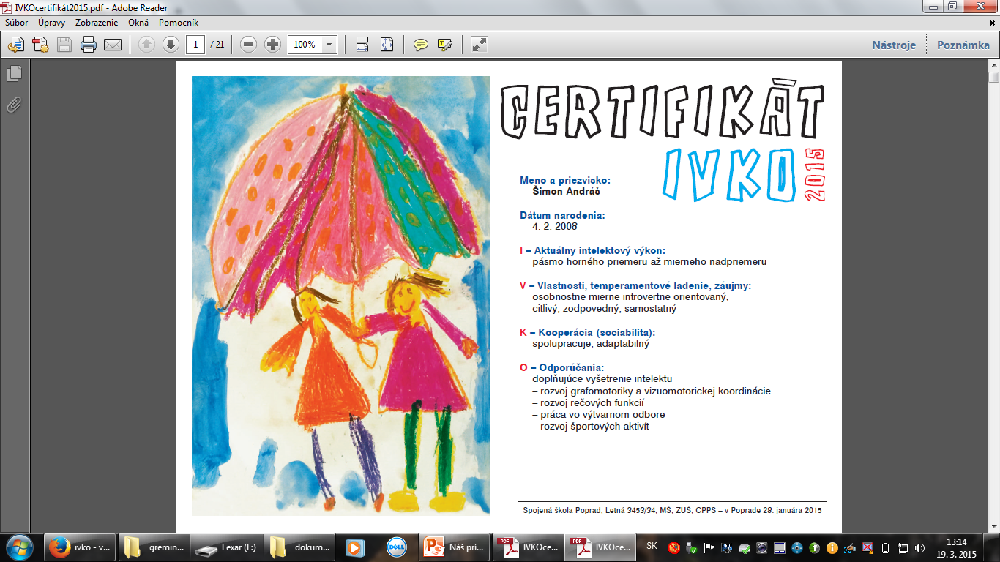 IVKOcertifikát2015.pdf - Adobe Reader
Súbor Úpravy Zobrazenie Okná Pomocník
1 / 21 100% Nástroje Poznámka
CERTIFIKÁT
IVKO 2015
Meno a priezvisko:
Šimon Andráš
Dátum narodenia:
4. 2. 2008
I – Aktuálny intelektový výkon:
pásmo horného priemeru až mierneho nadpriemeru
V – Vlastnosti, temperamentové ladenie, záujmy:
osobnostne mierne introvertne orientovaný,
citlivý, zodpovedný, samostatný
K – Kooperácia (sociabilita):
spolupracuje, adaptabilný
O – Odporúčania:
doplňujúce vyšetrenie intelektu
– rozvoj grafomotoriky a vizuomotorickej koordinácie
– rozvoj rečových funkcií
– práca vo výtvarnom odbore
– rozvoj športových aktivít
Spojená škola Poprad, Letná 3453/34, MŠ, ZUŠ, CPPS – v Poprade 29. januára 2015
ivko - v... gremin... Lexar (E:) dokum... DELL Náš prí... IVKOce... IVKOce... SK 13:14
19. 3. 2015